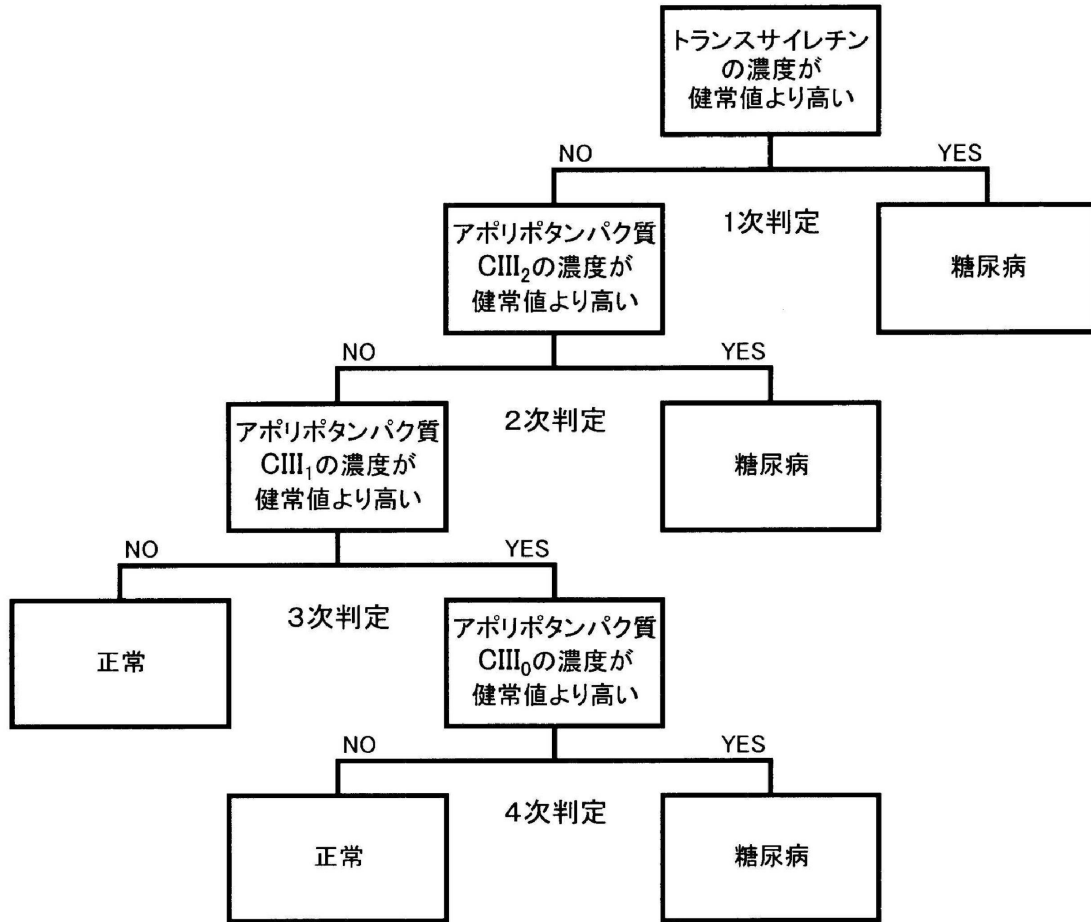 トランスサイレチン
の濃度が
健常値より高い
NO
YES
1次判定
アポリポタンパク質
CIII₂の濃度が
健常値より高い
糖尿病
NO
YES
2次判定
アポリポタンパク質
CIII₁の濃度が
健常値より高い
糖尿病
NO
YES
3次判定
正常
アポリポタンパク質
CIII₀の濃度が
健常値より高い
NO
YES
4次判定
正常
糖尿病